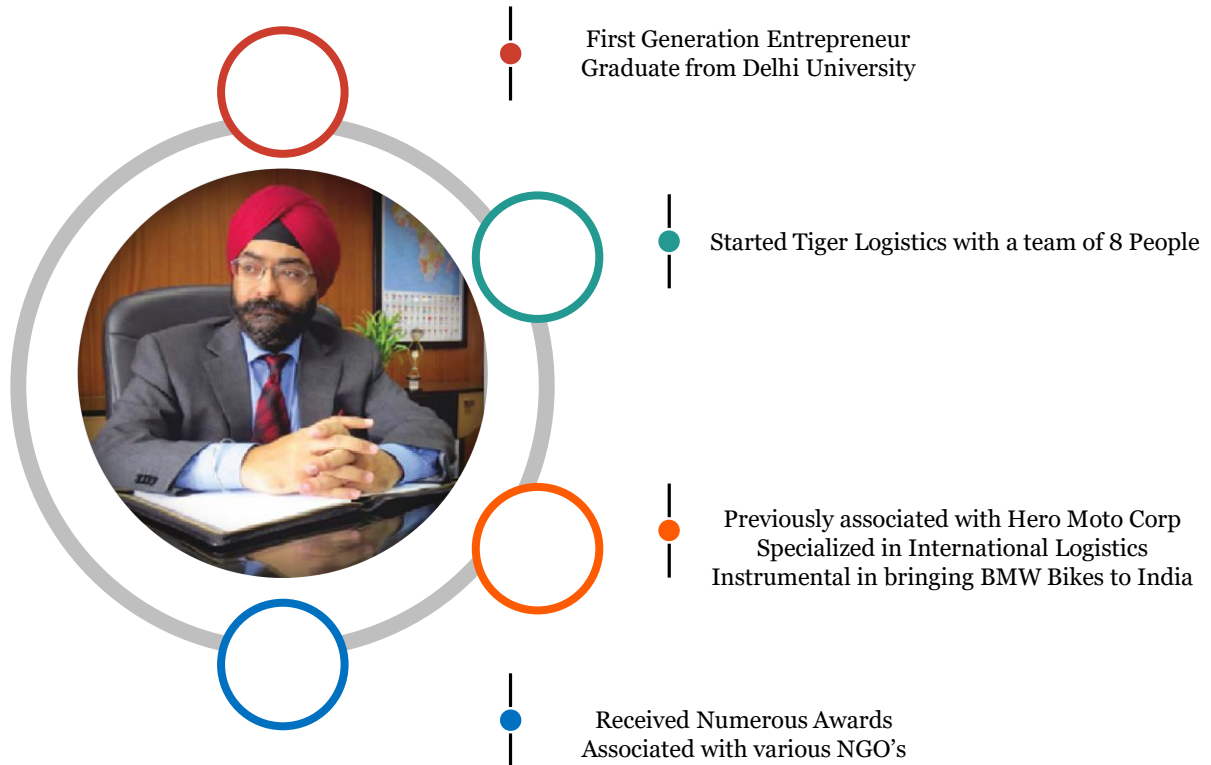 First Generation Entrepreneur
Graduate from Delhi University
Started Tiger Logistics with a team of 8 People
Previously associated with Hero Moto Corp
Specialized in International Logistics
Instrumental in bringing BMW Bikes to India
Received Numerous Awards
Associated with various NGO's